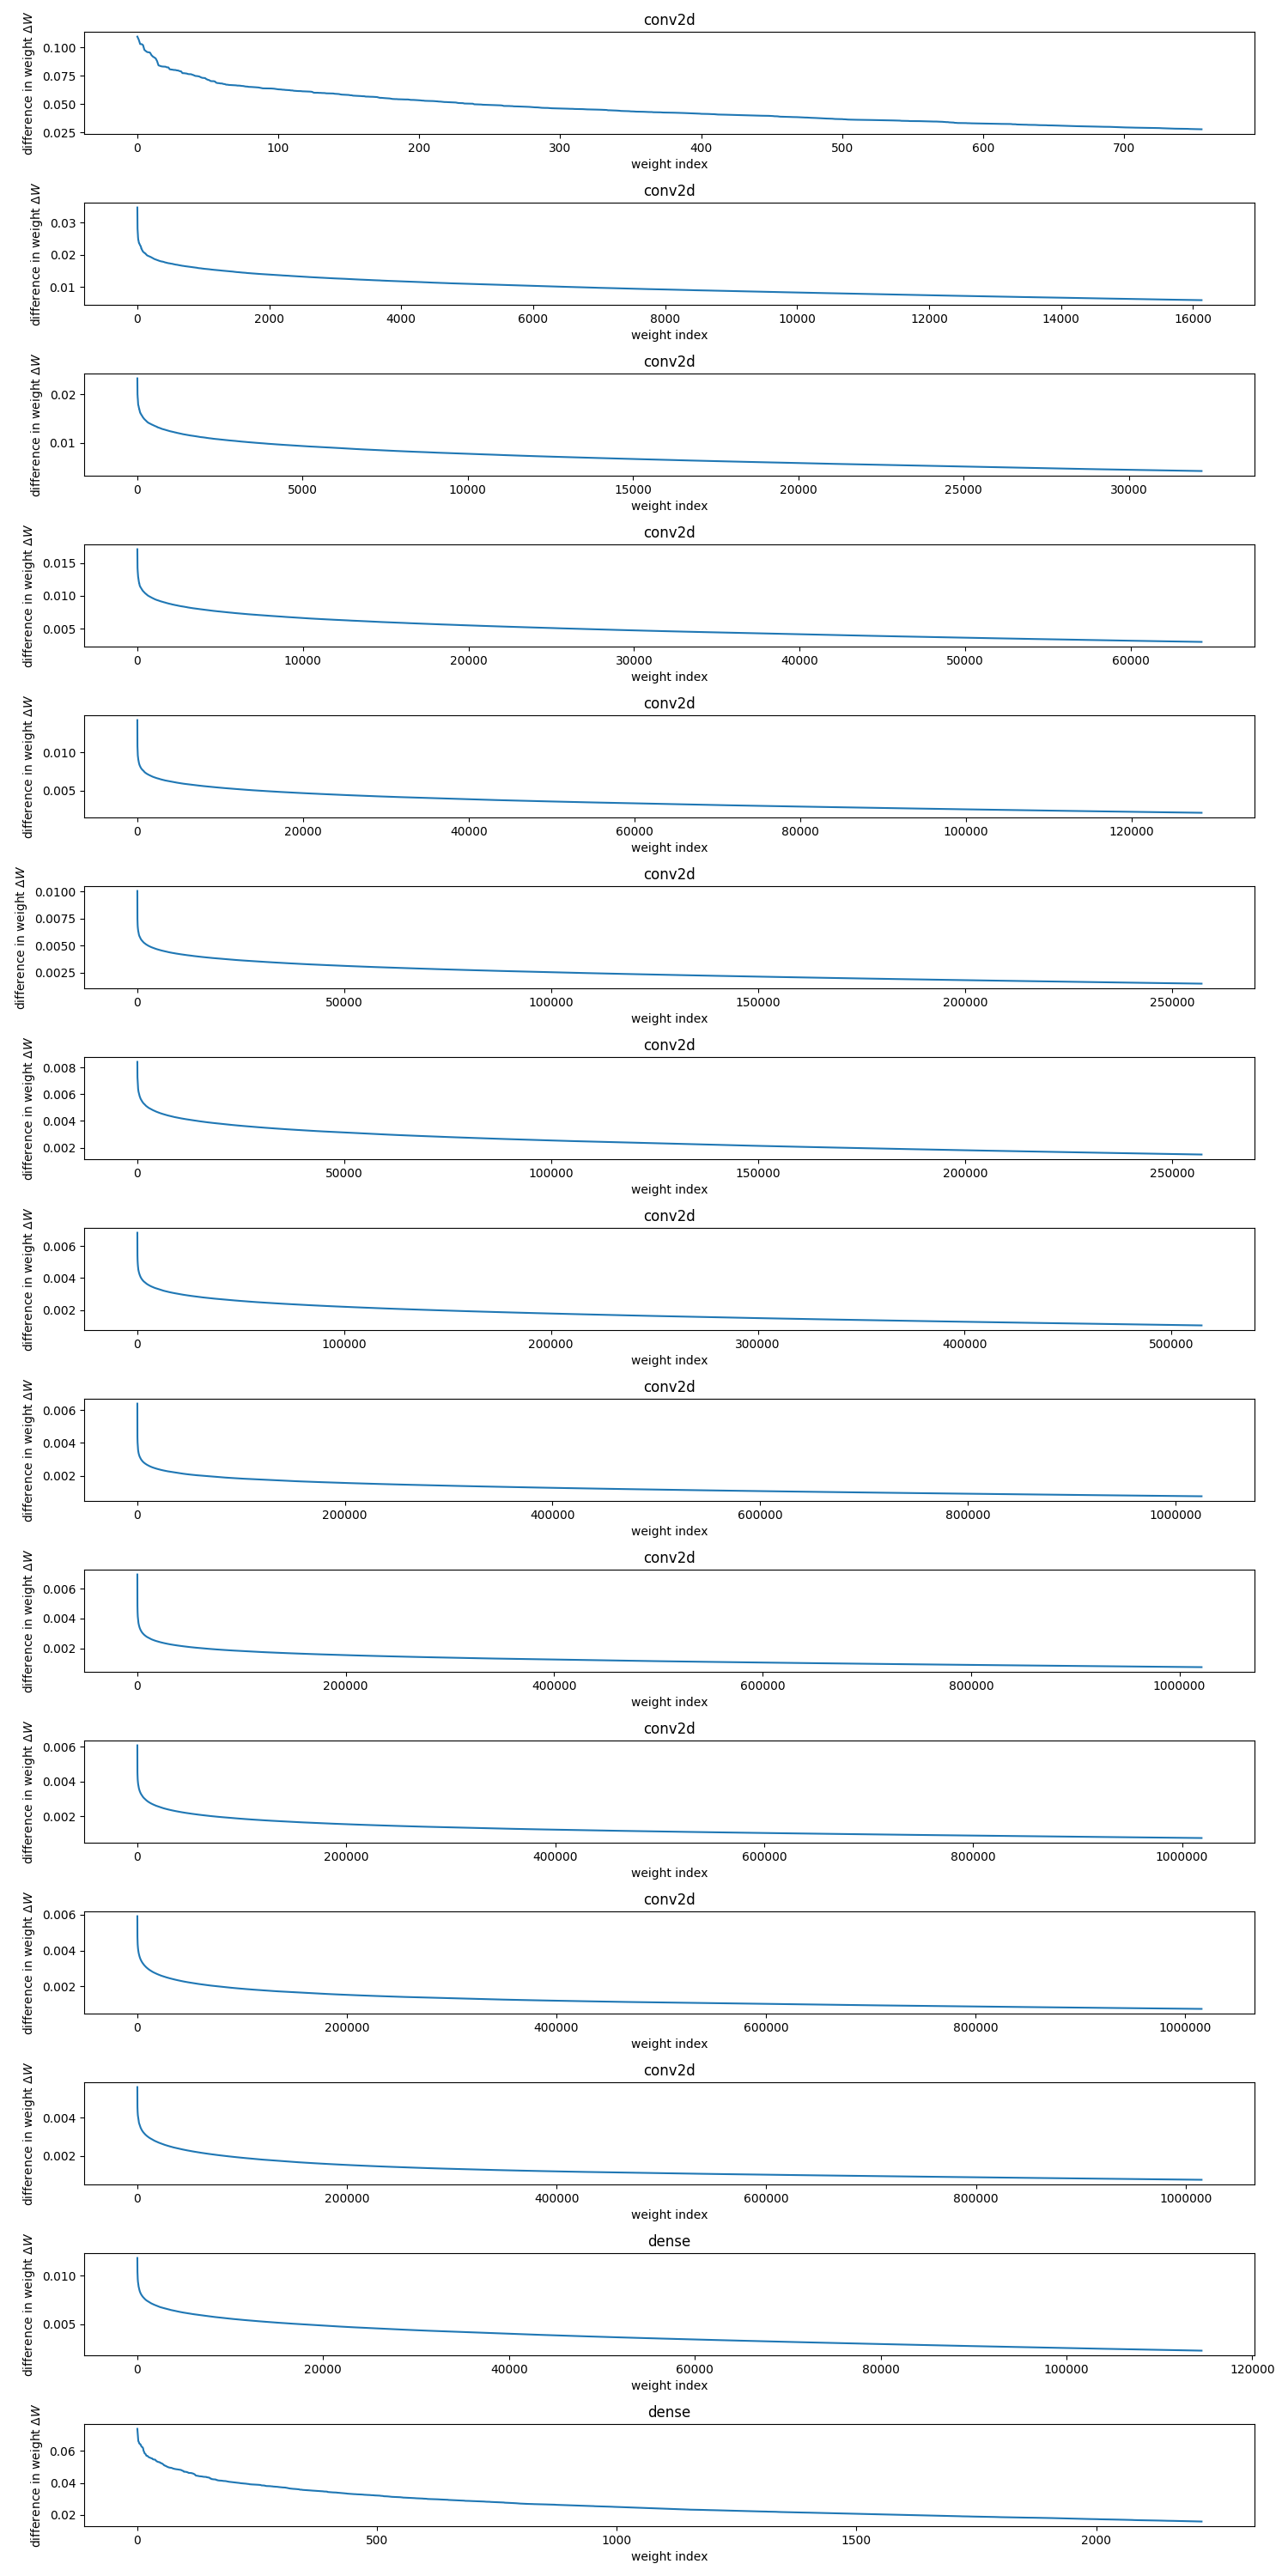 conv2d
difference in weight ΔW
0.100
0.075
0.050
0.025
0 100 200 300 400 500 600 700
weight index
conv2d
difference in weight ΔW
0.03
0.02
0.01
0 2000 4000 6000 8000 10000 12000 14000 16000
weight index
conv2d
difference in weight ΔW
0.02
0.01
0 5000 10000 15000 20000 25000 30000
weight index
conv2d
difference in weight ΔW
0.015
0.010
0.005
0 10000 20000 30000 40000 50000 60000
weight index
conv2d
difference in weight ΔW
0.010
0.005
0 20000 40000 60000 80000 100000 120000
weight index
conv2d
difference in weight ΔW
0.0100
0.0075
0.0050
0.0025
0 50000 100000 150000 200000 250000
weight index
conv2d
difference in weight ΔW
0.008
0.006
0.004
0.002
0 50000 100000 150000 200000 250000
weight index
conv2d
difference in weight ΔW
0.006
0.004
0.002
0 100000 200000 300000 400000 500000
weight index
conv2d
difference in weight ΔW
0.006
0.004
0.002
0 200000 400000 600000 800000 1000000
weight index
conv2d
difference in weight ΔW
0.006
0.004
0.002
0 200000 400000 600000 800000 1000000
weight index
conv2d
difference in weight ΔW
0.006
0.004
0.002
0 200000 400000 600000 800000 1000000
weight index
conv2d
difference in weight ΔW
0.006
0.004
0.002
0 200000 400000 600000 800000 1000000
weight index
conv2d
difference in weight ΔW
0.004
0.002
0 200000 400000 600000 800000 1000000
weight index
dense
difference in weight ΔW
0.010
0.005
0 20000 40000 60000 80000 100000 120000
weight index
dense
difference in weight ΔW
0.06
0.04
0.02
0 500 1000 1500 2000
weight index